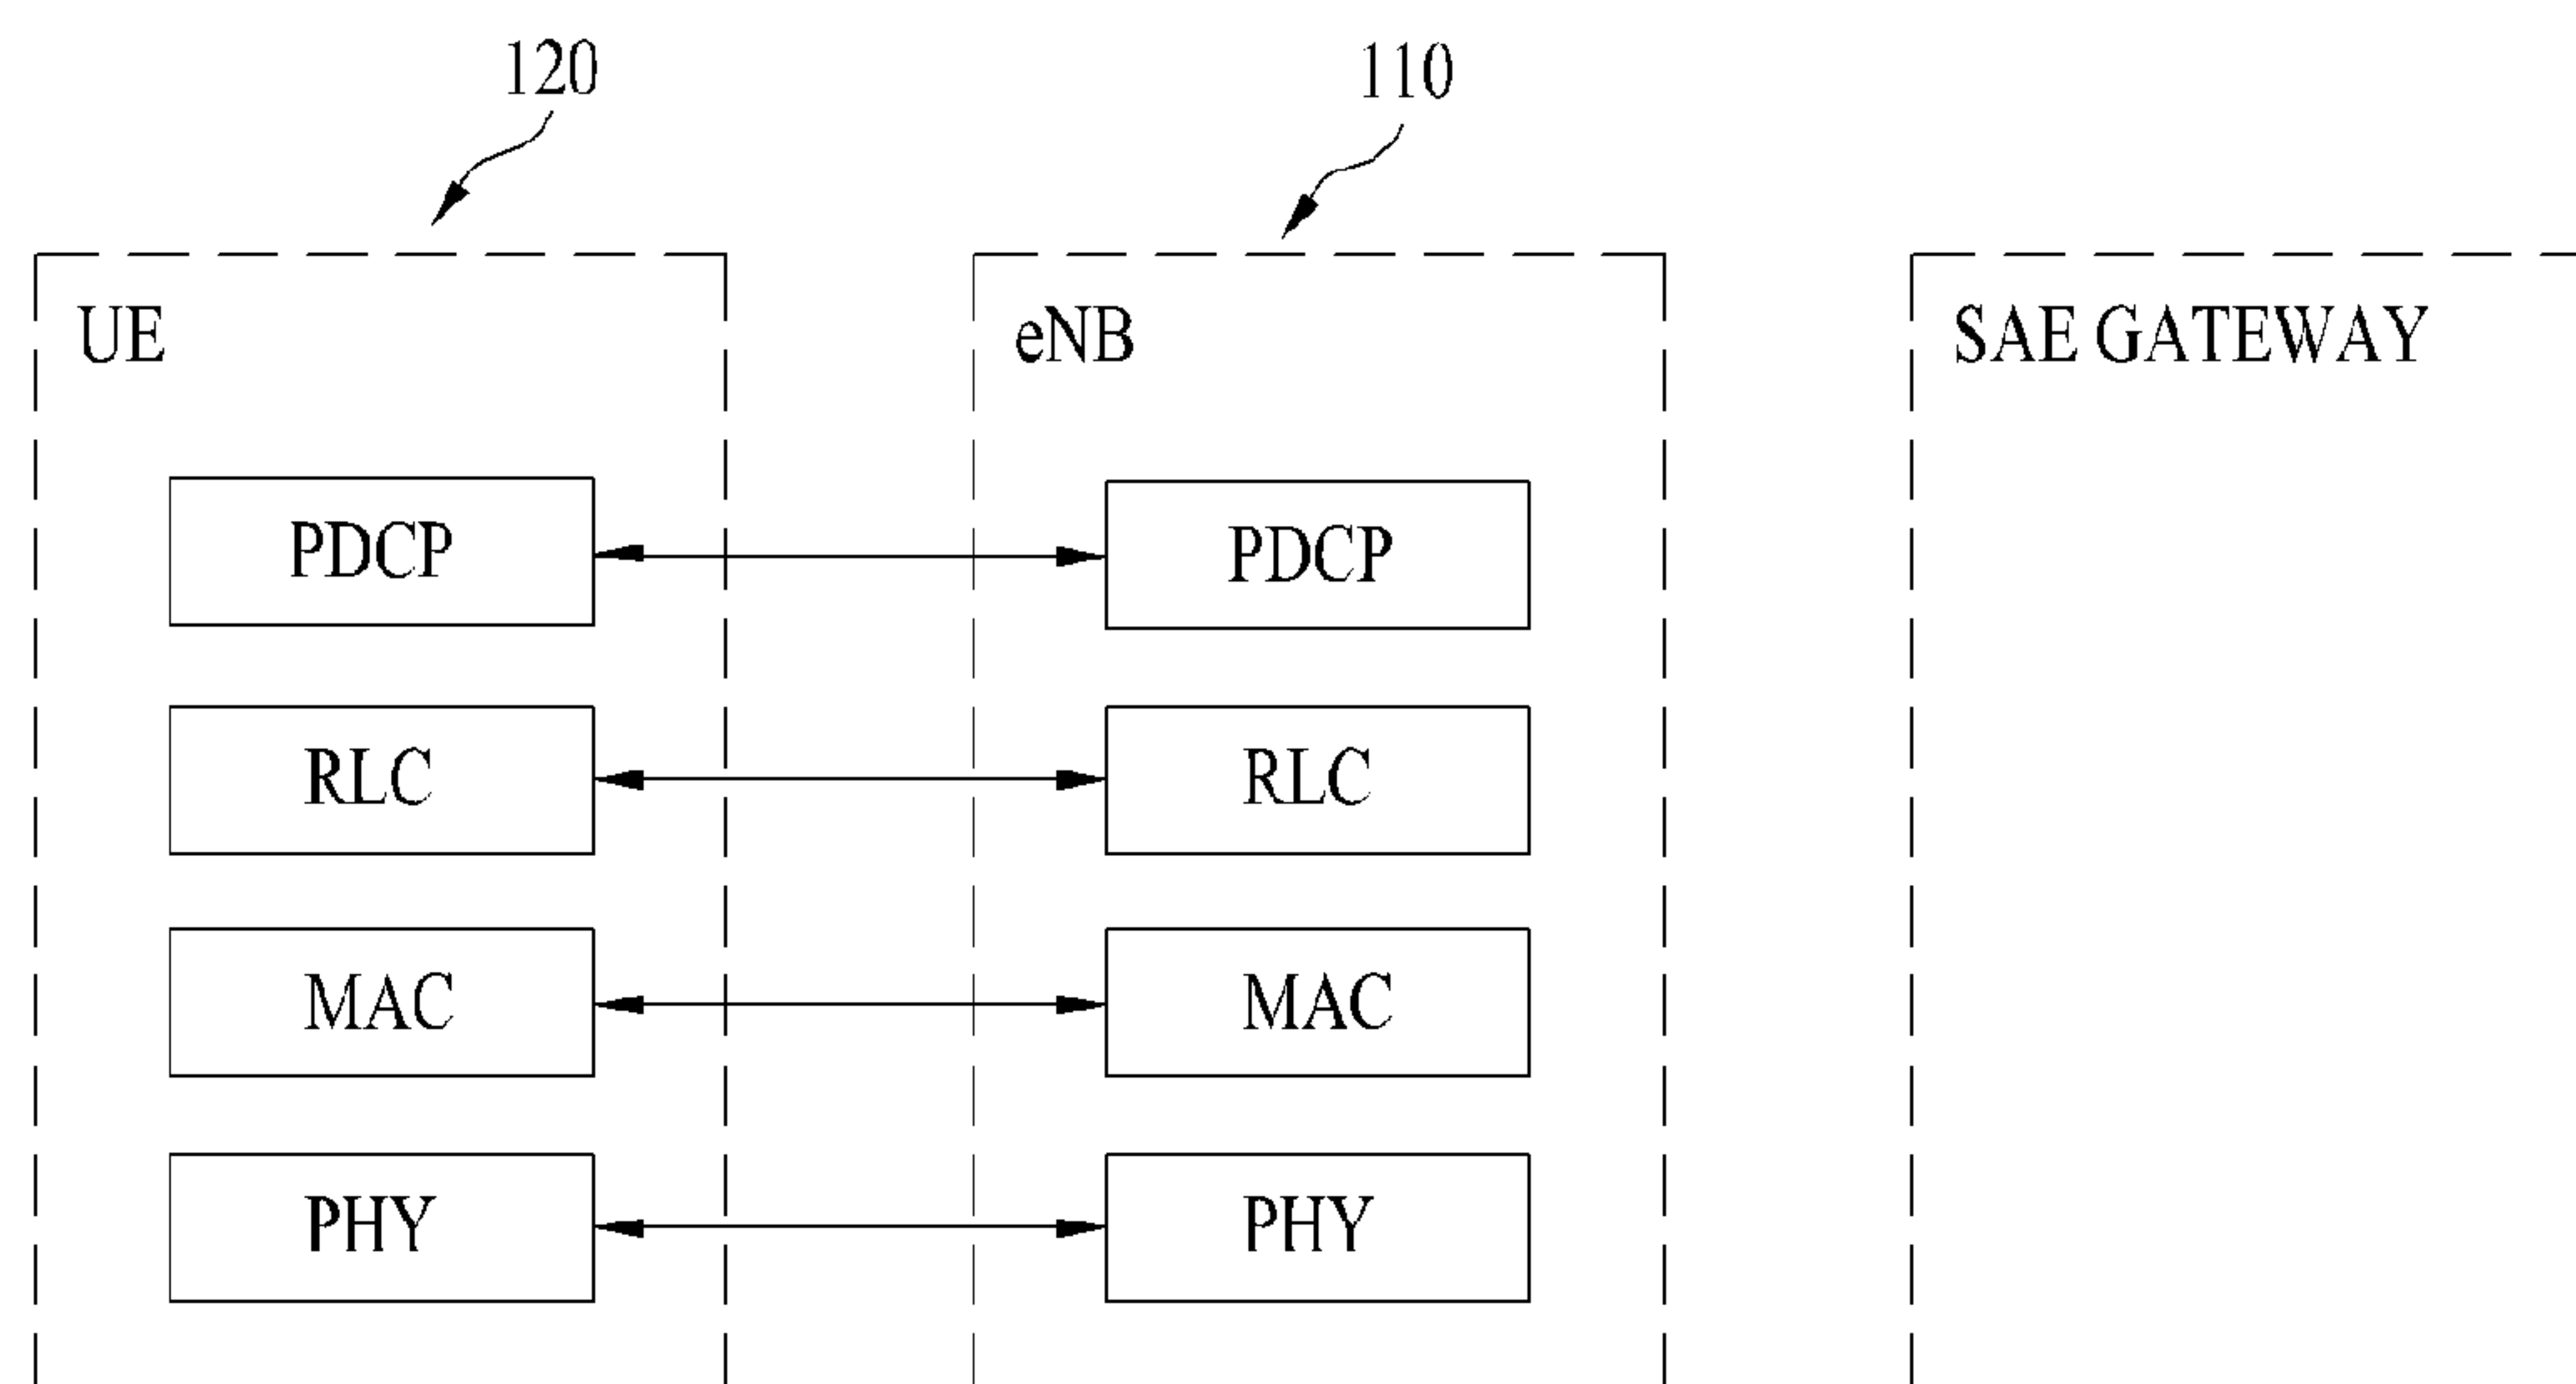 120 110
UE eNB SAE GATEWAY
PDCP PDCP
RLC RLC
MAC MAC
PHY PHY